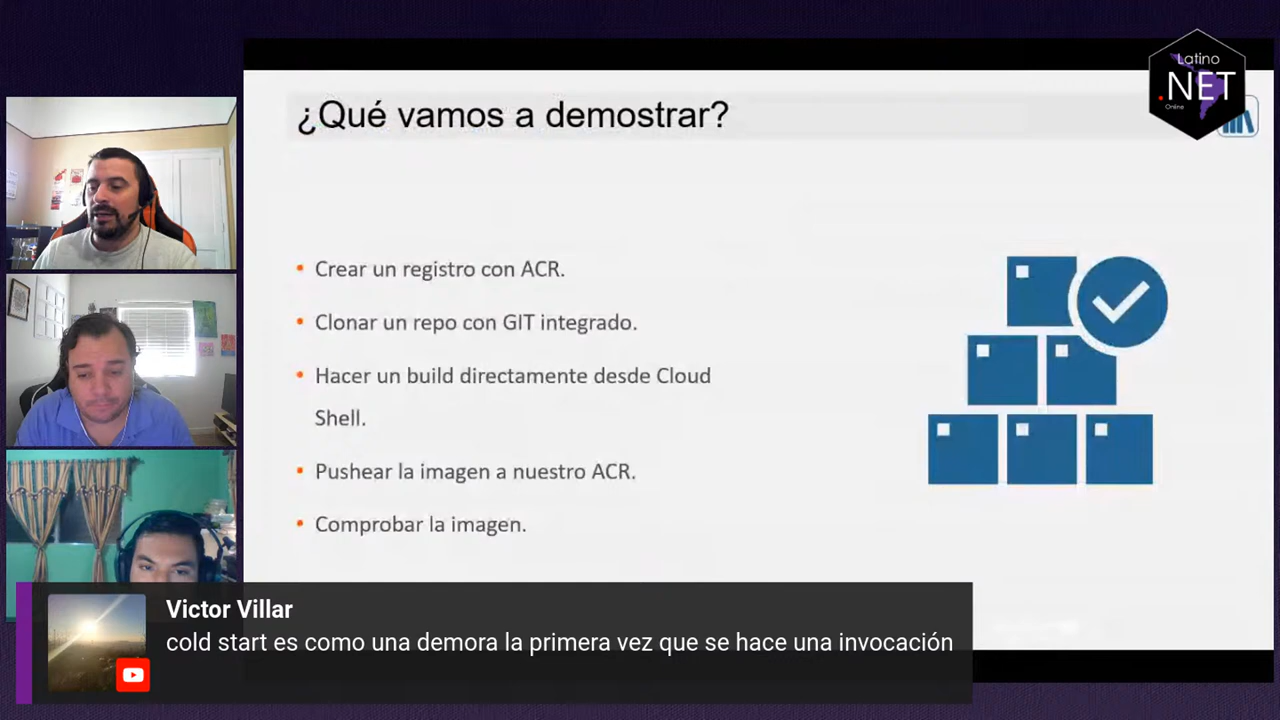 Latino
.NET
Online
¿Qué vamos a demostrar?
• Crear un registro con ACR.
• Clonar un repo con GIT integrado.
• Hacer un build directamente desde Cloud
Shell.
• Pushear la imagen a nuestro ACR.
• Comprobar la imagen.
Victor Villar
cold start es como una demora la primera vez que se hace una invocación